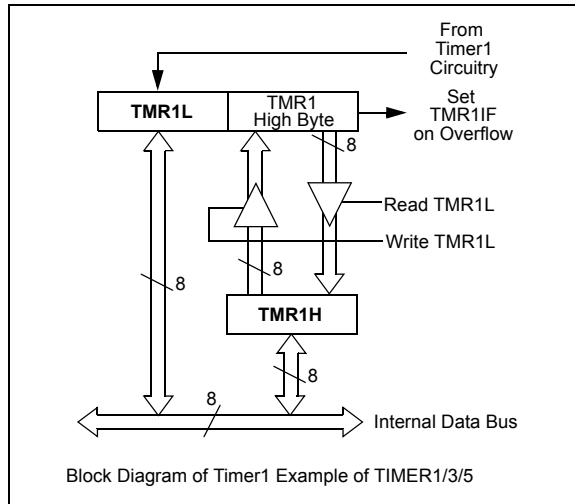 From
Timer1
Circuitry
TMR1L
TMR1
High Byte
Set
TMR1IF
on Overflow
8
Read TMR1L
Write TMR1L
8
8
TMR1H
8
8
Internal Data Bus
Block Diagram of Timer1 Example of TIMER1/3/5